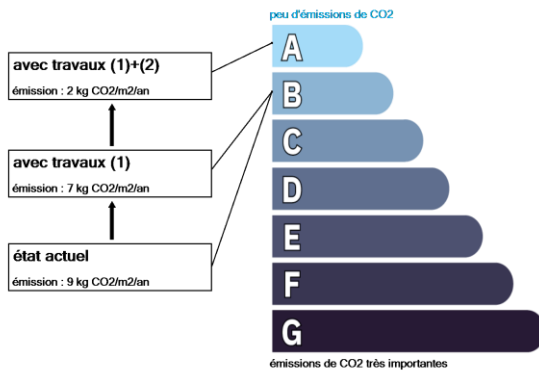 peu d'émissions de CO2
avec travaux (1)+(2)
émission : 2 kg CO2/m2/an
avec travaux (1)
émission : 7 kg CO2/m2/an
état actuel
émission : 9 kg CO2/m2/an
A
B
C
D
E
F
G
émissions de CO2 très importantes